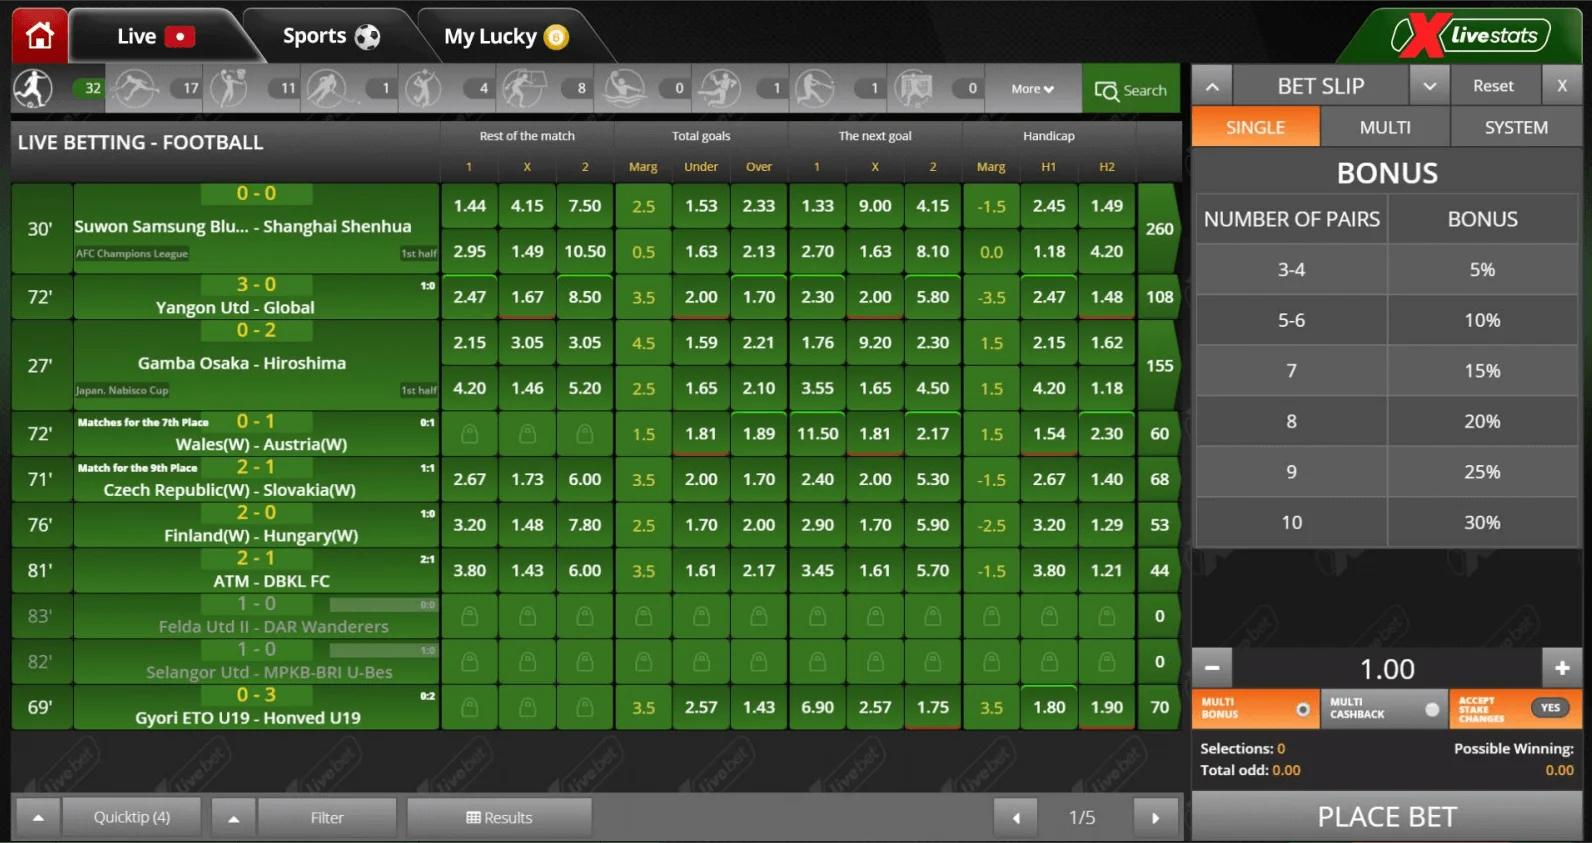 Live
Sports
My Lucky 6
Xlivestats
32 17 11 1 4 8 0 1 1 0 More Search
BET SLIP Reset X
SINGLE MULTI SYSTEM
LIVE BETTING - FOOTBALL
Rest of the match Total goals The next goal Handicap
1 X 2 Marg Under Over 1 X 2 Marg H1 H2
30'
0 - 0
Suwon Samsung Blu... - Shanghai Shenhua
AFC Champions League 1st half
1.44 4.15 7.50 2.5 1.53 2.33 1.33 9.00 4.15 -1.5 2.45 1.49
2.95 1.49 10.50 0.5 1.63 2.13 2.70 1.63 8.10 0.0 1.18 4.20
260
72'
3 - 0 1:0
Yangon Utd - Global
2.47 1.67 8.50 3.5 2.00 1.70 2.30 2.00 5.80 -3.5 2.47 1.48 108
27'
0 - 2
Gamba Osaka - Hiroshima
Japan. Nabisco Cup 1st half
2.15 3.05 3.05 4.5 1.59 2.21 1.76 9.20 2.30 1.5 2.15 1.62
4.20 1.46 5.20 2.5 1.65 2.10 3.55 1.65 4.50 1.5 4.20 1.18
155
72'
Matches for the 7th Place 0 - 1 0:1
Wales(W) - Austria(W)
1.5 1.81 1.89 11.50 1.81 2.17 1.5 1.54 2.30 60
71'
Match for the 9th Place 2 - 1 1:1
Czech Republic(W) - Slovakia(W)
2.67 1.73 6.00 3.5 2.00 1.70 2.40 2.00 5.30 -1.5 2.67 1.40 68
76'
2 - 0 1:0
Finland(W) - Hungary(W)
3.20 1.48 7.80 2.5 1.70 2.00 2.90 1.70 5.90 -2.5 3.20 1.29 53
81'
2 - 1 2:1
ATM - DBKL FC
3.80 1.43 6.00 3.5 1.61 2.17 3.45 1.61 5.70 -1.5 3.80 1.21 44
83'
1 - 0 0:0
Felda Utd II - DAR Wanderers
0
82'
1 - 0 1:0
Selangor Utd - MPKB-BRI U-Bes
0
69'
0 - 3 0:2
Gyori ETO U19 - Honved U19
3.5 2.57 1.43 6.90 2.57 1.75 3.5 1.80 1.90 70
Quicktip (4) Filter Results 1/5
BONUS
NUMBER OF PAIRS BONUS
3-4 5%
5-6 10%
7 15%
8 20%
9 25%
10 30%
- 1.00 +
MULTI BONUS
MULTI CASHBACK
ACCEPT STAKE CHANGES YES
Selections: 0 Possible Winning:
Total odd: 0.00 0.00
PLACE BET
livebet